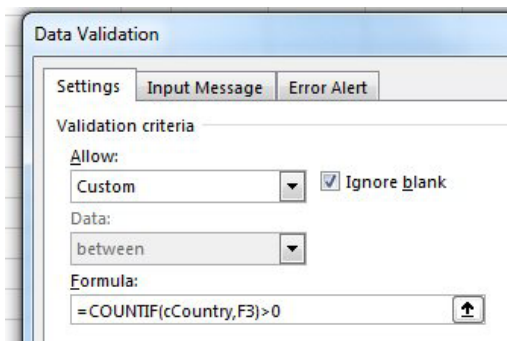 Data Validation
Settings Input Message Error Alert
Validation criteria
Allow:
Custom Ignore blank
Data:
between
Formula:
=COUNTIF(cCountry,F3)>0